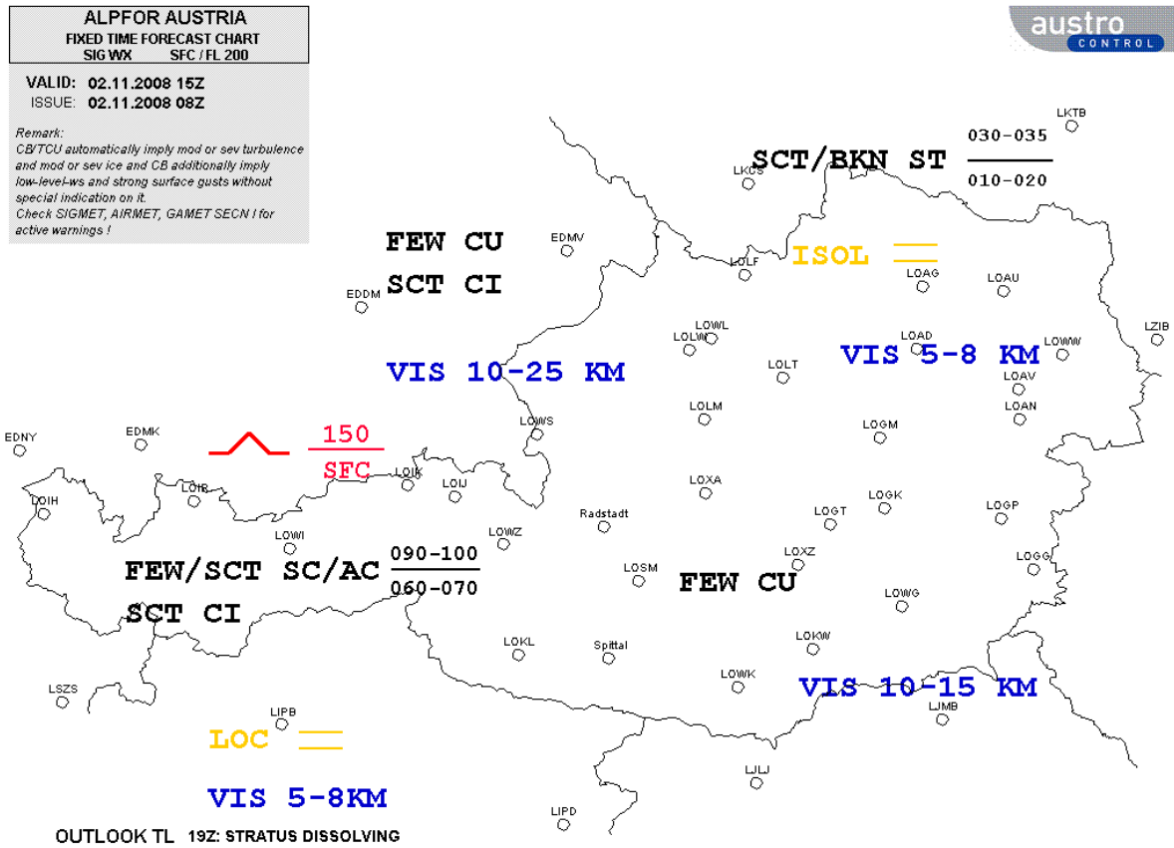 ALPFOR AUSTRIA
FIXED TIME FORECAST CHART
SIG WX SFC / FL 200
VALID: 02.11.2008 15Z
ISSUE: 02.11.2008 08Z
Remark:
CB/TCU automatically imply mod or sev turbulence
and mod or sev ice and CB additionally imply
low-level-ws and strong surface gusts without
special indication on it.
Check SIGMET, AIRMET, GAMET SECN I for
active warnings !
austro
CONTROL
LKTB
030-035
SCT/BKN ST
010-020
LKCS
FEW CU
EDMV
SCT CI
ISOL
LOLF
LOAG
LOAU
EDDM
LOWL
LOLW
LOAD
LOWW
LZIB
VIS 10-25 KM
VIS 5-8 KM
LOLT
LOAV
LOLM
LOAN
EDNY
EDMK
150
SFC
LOWS
LOGM
LOIH
LOIR
LOIK
LOIJ
LOXA
LOGK
LOWI
LOWZ
Radstadt
LOGT
LOGP
FEW/SCT SC/AC
090-100
060-070
SCT CI
LOSM
FEW CU
LOXZ
LOGG
LOWG
LOKL
Spittal
LOKW
LSZS
LOWK
VIS 10-15 KM
LJMB
LIPB
LOC
LJLJ
VIS 5-8KM
LIPD
OUTLOOK TL 19Z: STRATUS DISSOLVING